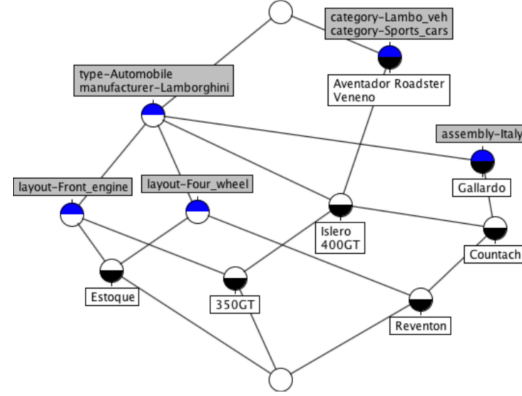 category-Lambo_veh
category-Sports_cars
type-Automobile
manufacturer-Lamborghini
Aventador Roadster
Veneno
assembly-Italy
layout-Front_engine
layout-Four_wheel
Gallardo
Islero
400GT
Countach
Estoque
350GT
Reventon